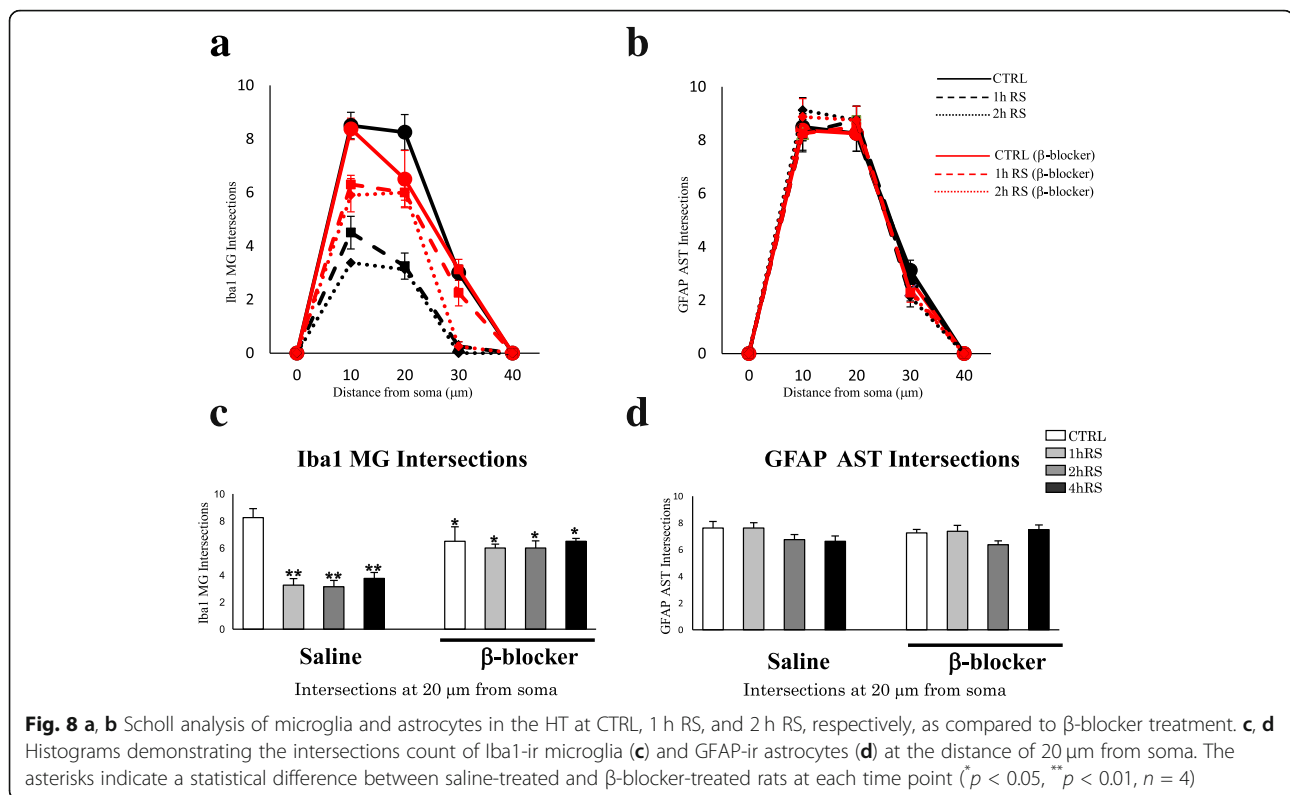 a
b
Iba1 MG Intersections
10
8
6
4
2
0
0 10 20 30 40
Distance from soma (µm)
GFAP AST Intersections
10
8
6
4
2
0
0 10 20 30 40
Distance from soma (µm)
CTRL
1h RS
2h RS
CTRL (β-blocker)
1h RS (β-blocker)
2h RS (β-blocker)
c
Iba1 MG Intersections
Iba1 MG Intersections
10
8
6
4
2
0
** ** **
* * * *
Saline β-blocker
Intersections at 20 µm from soma
d
GFAP AST Intersections
CTRL
1hRS
2hRS
4hRS
GFAP AST Intersections
10
8
6
4
2
0
Saline β-blocker
Intersections at 20 µm from soma
Fig. 8 a, b Scholl analysis of microglia and astrocytes in the HT at CTRL, 1 h RS, and 2 h RS, respectively, as compared to β-blocker treatment. c, d
Histograms demonstrating the intersections count of Iba1-ir microglia (c) and GFAP-ir astrocytes (d) at the distance of 20 µm from soma. The
asterisks indicate a statistical difference between saline-treated and β-blocker-treated rats at each time point (*p < 0.05, **p < 0.01, n = 4)